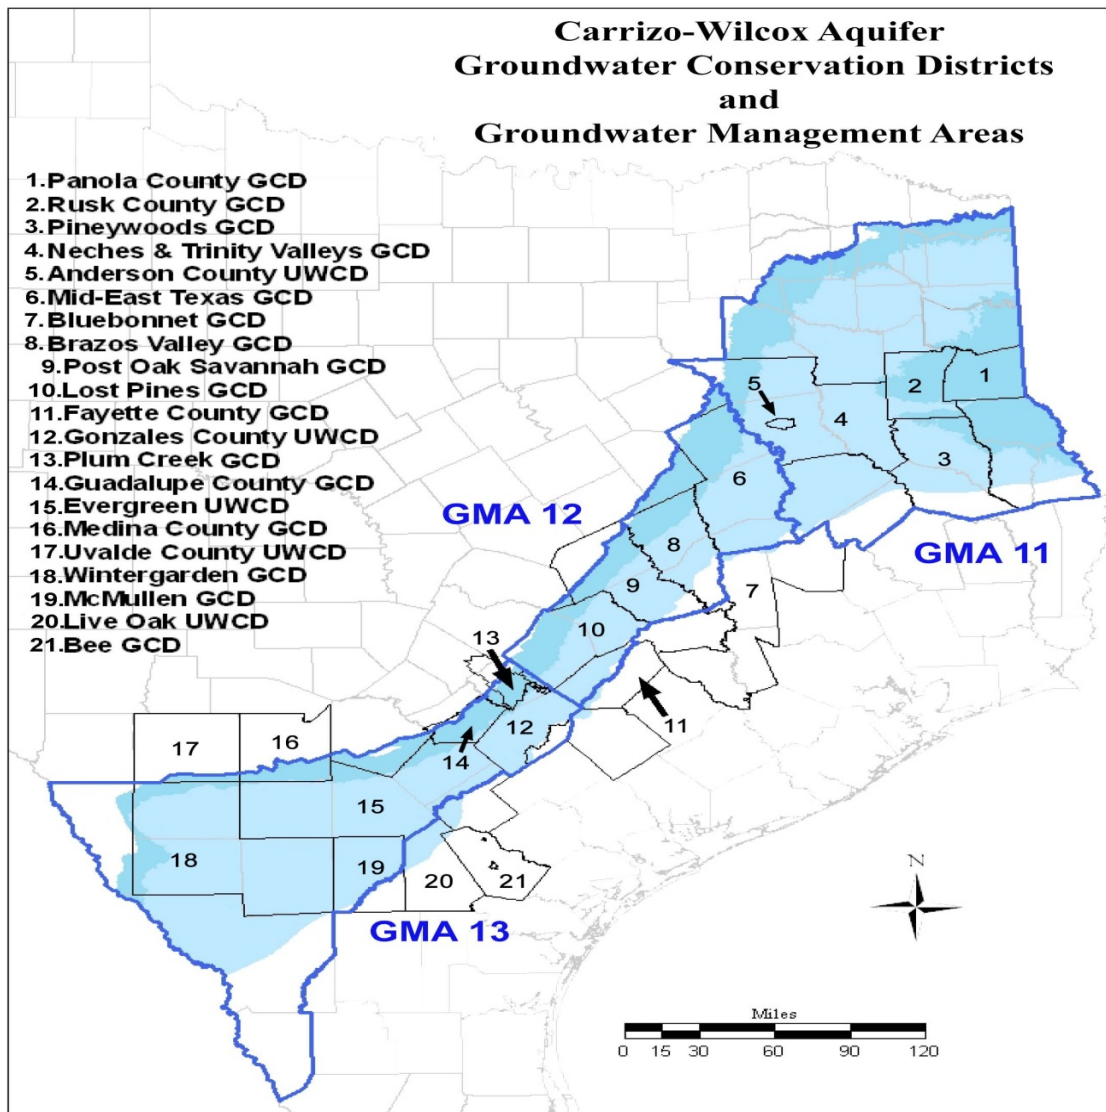 Carrizo-Wilcox Aquifer
Groundwater Conservation Districts
and
Groundwater Management Areas
1.Panola County GCD
2.Rusk County GCD
3.Pineywoods GCD
4.Neches & Trinity Valleys GCD
5.Anderson County UWCD
6.Mid-East Texas GCD
7.Bluebonnet GCD
8.Brazos Valley GCD
9.Post Oak Savannah GCD
10.Lost Pines GCD
11.Fayette County GCD
12.Gonzales County UWCD
13.Plum Creek GCD
14.Guadalupe County GCD
15.Evergreen UWCD
16.Medina County GCD
17.Uvalde County UWCD
18.Wintergarden GCD
19.McMullen GCD
20.Live Oak UWCD
21.Bee GCD
1
2
5
4
3
6
GMA 12
8
GMA 11
9
7
10
13
11
12
16
17
14
15
18
19
20
21
GMA 13
N
Miles
0 15 30 60 90 120